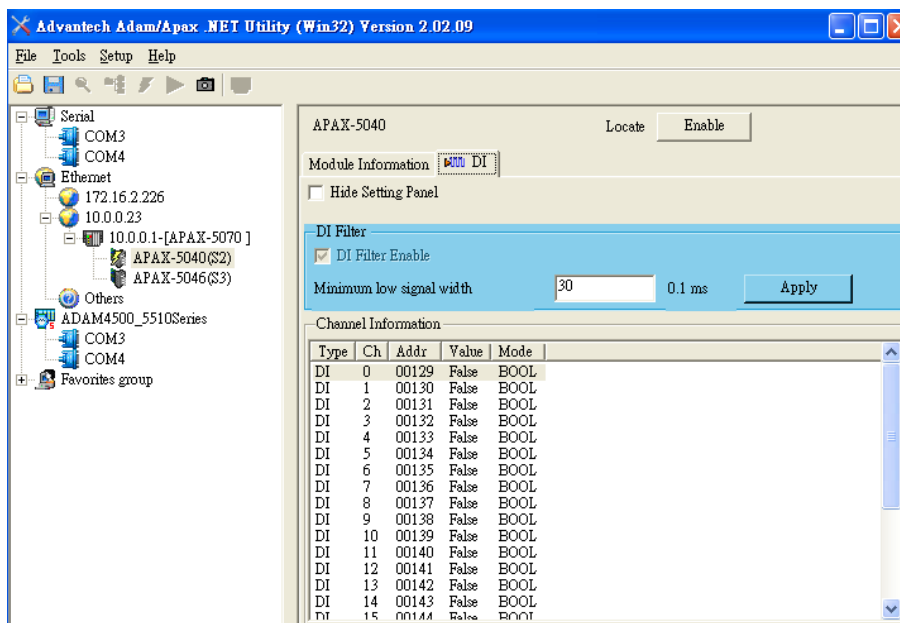 Advantech Adam/Apax .NET Utility (Win32) Version 2.02.09
File Tools Setup Help
Serial
COM3
COM4
Ethernet
172.16.2.226
10.0.0.23
10.0.0.1-[APAX-5070 ]
APAX-5040(S2)
APAX-5046(S3)
Others
ADAM4500_5510Series
COM3
COM4
Favorites group
APAX-5040 Locate Enable
Module Information DI
Hide Setting Panel
DI Filter
DI Filter Enable
Minimum low signal width 30 0.1 ms Apply
Channel Information
Type Ch Addr Value Mode
DI 0 00129 False BOOL
DI 1 00130 False BOOL
DI 2 00131 False BOOL
DI 3 00132 False BOOL
DI 4 00133 False BOOL
DI 5 00134 False BOOL
DI 6 00135 False BOOL
DI 7 00136 False BOOL
DI 8 00137 False BOOL
DI 9 00138 False BOOL
DI 10 00139 False BOOL
DI 11 00140 False BOOL
DI 12 00141 False BOOL
DI 13 00142 False BOOL
DI 14 00143 False BOOL
DI 15 00144 False BOOL